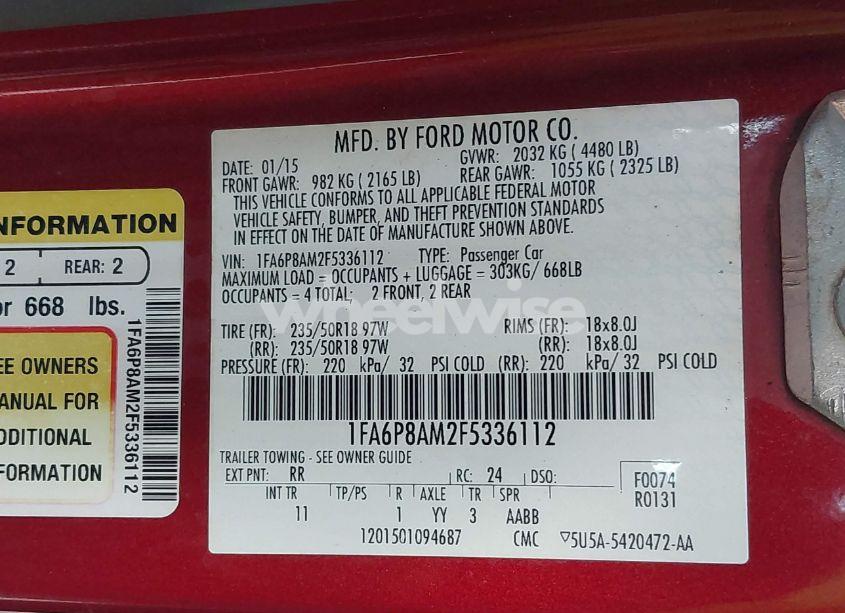 MFD. BY FORD MOTOR CO.
DATE: 01/15 GVWR: 2032 KG ( 4480 LB)
FRONT GAWR: 982 KG ( 2165 LB) REAR GAWR: 1055 KG ( 2325 LB)
THIS VEHICLE CONFORMS TO ALL APPLICABLE FEDERAL MOTOR
VEHICLE SAFETY, BUMPER, AND THEFT PREVENTION STANDARDS
IN EFFECT ON THE DATE OF MANUFACTURE SHOWN ABOVE.
VIN: 1FA6P8AM2F5336112 TYPE: Passenger Car
MAXIMUM LOAD = OCCUPANTS + LUGGAGE = 303KG/ 668LB
OCCUPANTS = 4 TOTAL: 2 FRONT, 2 REAR
TIRE (FR): 235/50R18 97W RIMS (FR): 18x8.0J
(RR): 235/50R18 97W (RR): 18x8.0J
PRESSURE (FR): 220 kPa/ 32 PSI COLD (RR): 220 kPa/ 32 PSI COLD
1FA6P8AM2F5336112
TRAILER TOWING - SEE OWNER GUIDE
EXT PNT: RR RC: 24 DSO: F0074
R0131
INT TR TP/PS R AXLE TR SPR
11 1 YY 3 AABB
1201501094687 CMC ▽5U5A-5420472-AA
NFORMATION
2 REAR: 2
or 668 lbs.
EE OWNERS
ANUAL FOR
DDITIONAL
FORMATION
1FA6P8AM2F5336112
wheelwise